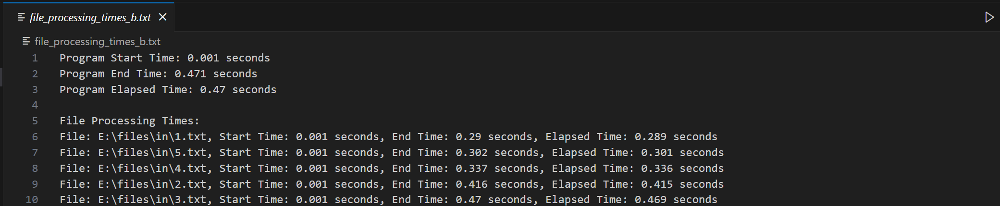 file_processing_times_b.txt
file_processing_times_b.txt
1 Program Start Time: 0.001 seconds
2 Program End Time: 0.471 seconds
3 Program Elapsed Time: 0.47 seconds
4
5 File Processing Times:
6 File: E:\files\in\1.txt, Start Time: 0.001 seconds, End Time: 0.29 seconds, Elapsed Time: 0.289 seconds
7 File: E:\files\in\5.txt, Start Time: 0.001 seconds, End Time: 0.302 seconds, Elapsed Time: 0.301 seconds
8 File: E:\files\in\4.txt, Start Time: 0.001 seconds, End Time: 0.337 seconds, Elapsed Time: 0.336 seconds
9 File: E:\files\in\2.txt, Start Time: 0.001 seconds, End Time: 0.416 seconds, Elapsed Time: 0.415 seconds
10 File: E:\files\in\3.txt, Start Time: 0.001 seconds, End Time: 0.47 seconds, Elapsed Time: 0.469 seconds